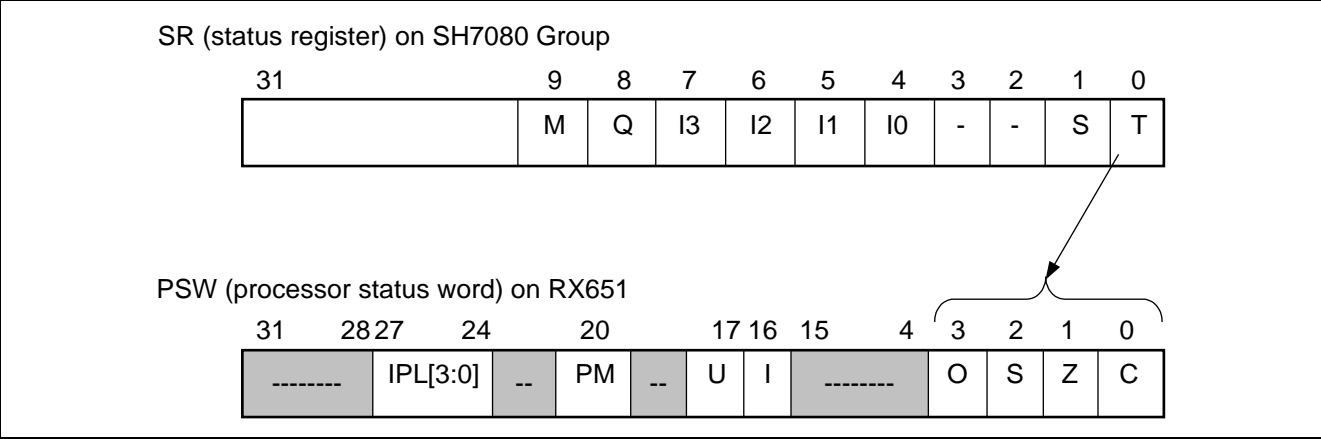 SR (status register) on SH7080 Group
31 9 8 7 6 5 4 3 2 1 0
M Q I3 I2 I1 I0 - - S T
PSW (processor status word) on RX651
31 28 27 24 20 17 16 15 4 3 2 1 0
-------- IPL[3:0] -- PM -- U I -------- O S Z C